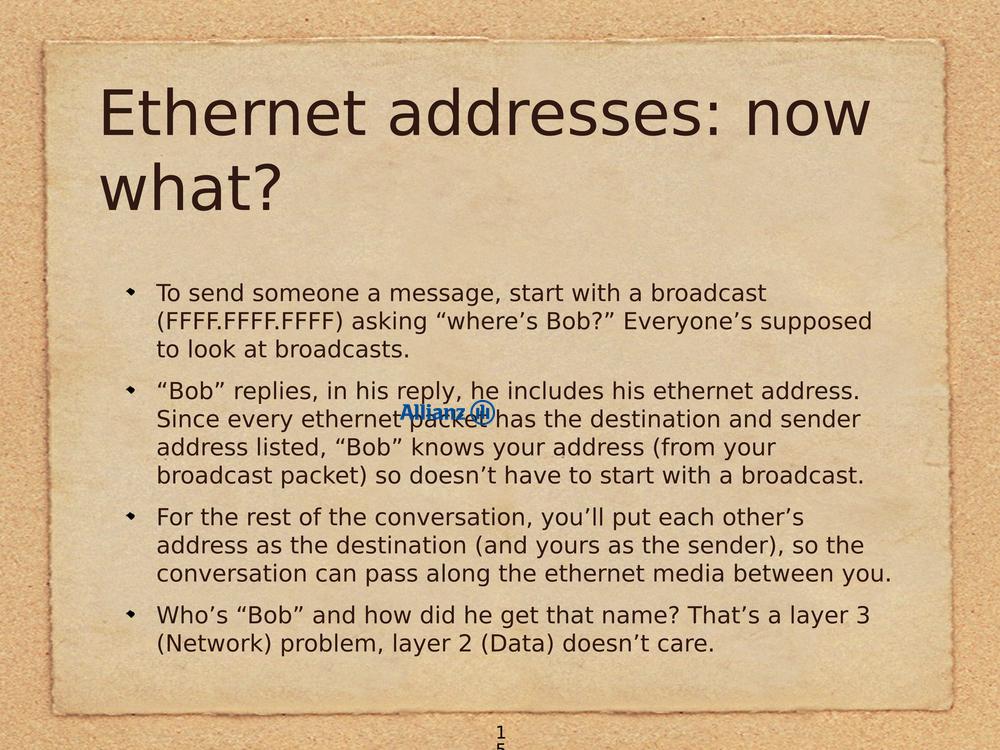 Ethernet addresses: now
what?
To send someone a message, start with a broadcast
(FFFF.FFFF.FFFF) asking “where’s Bob?” Everyone’s supposed
to look at broadcasts.
“Bob” replies, in his reply, he includes his ethernet address.
Allianz
Since every ethernet packet has the destination and sender
address listed, “Bob” knows your address (from your
broadcast packet) so doesn’t have to start with a broadcast.
For the rest of the conversation, you’ll put each other’s
address as the destination (and yours as the sender), so the
conversation can pass along the ethernet media between you.
Who’s “Bob” and how did he get that name? That’s a layer 3
(Network) problem, layer 2 (Data) doesn’t care.
1
5